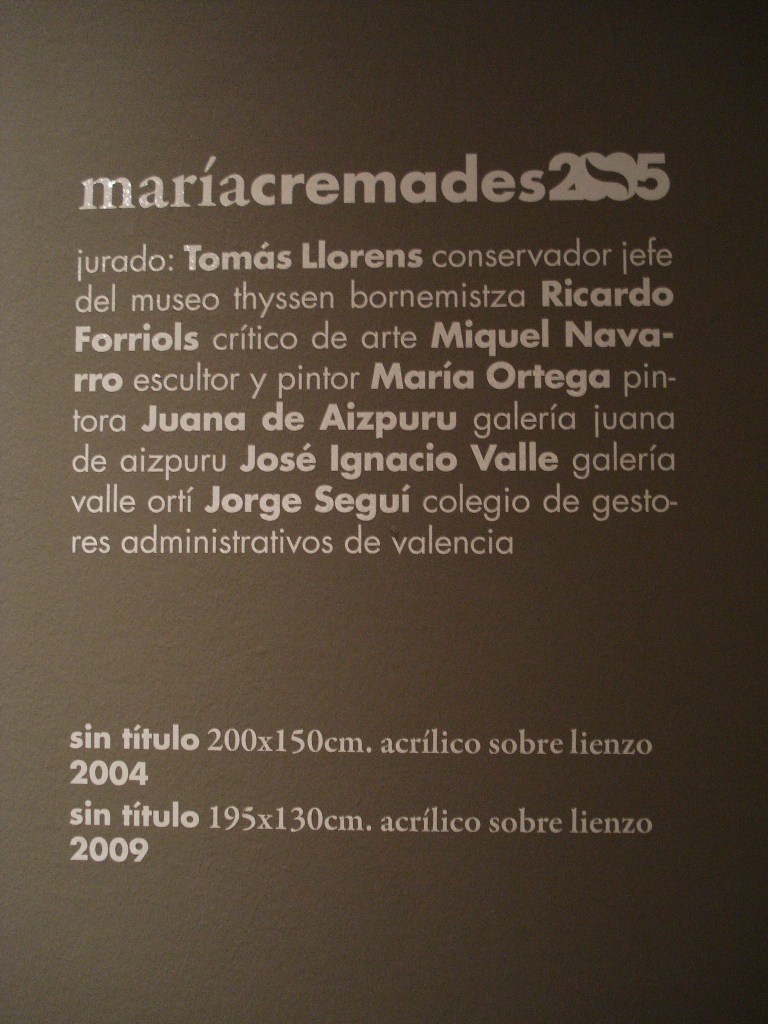 maríacremades2005
jurado: Tomás Llorens conservador jefe
del museo thyssen bornemistza Ricardo
Forriols crítico de arte Miquel Nava-
rro escultor y pintor María Ortega pin-
tora Juana de Aizpuru galería juana
de aizpuru José Ignacio Valle galería
valle ortí Jorge Seguí colegio de gesto-
res administrativos de valencia
sin título 200x150cm. acrílico sobre lienzo
2004
sin título 195x130cm. acrílico sobre lienzo
2009